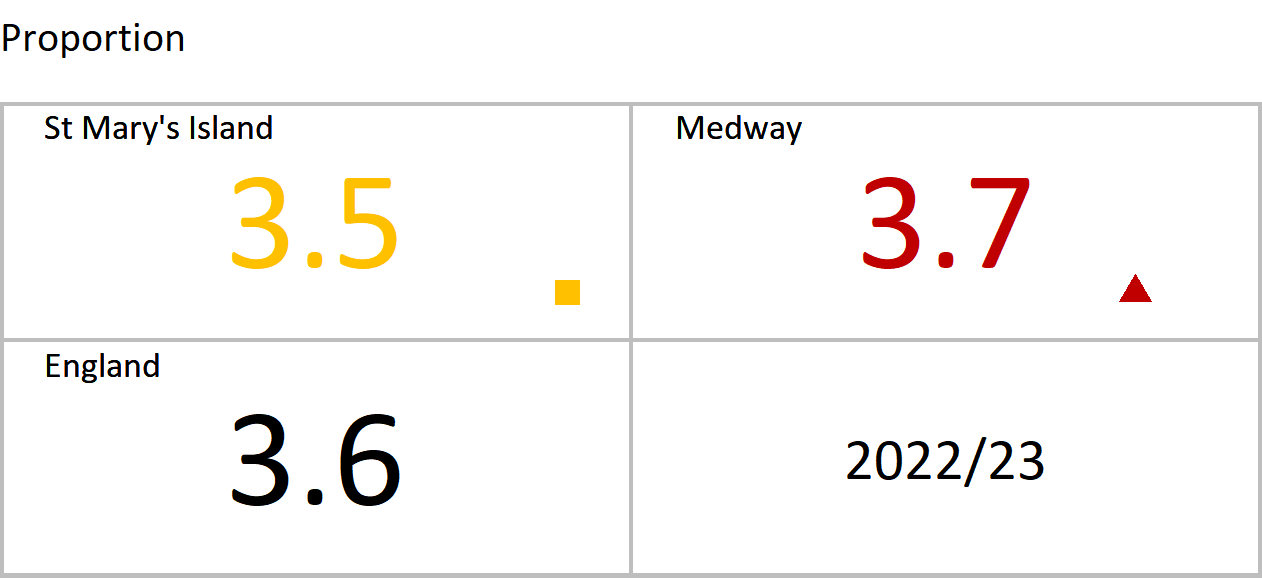 Proportion
St Mary's Island
3.5
Medway
3.7
England
3.6
2022/23